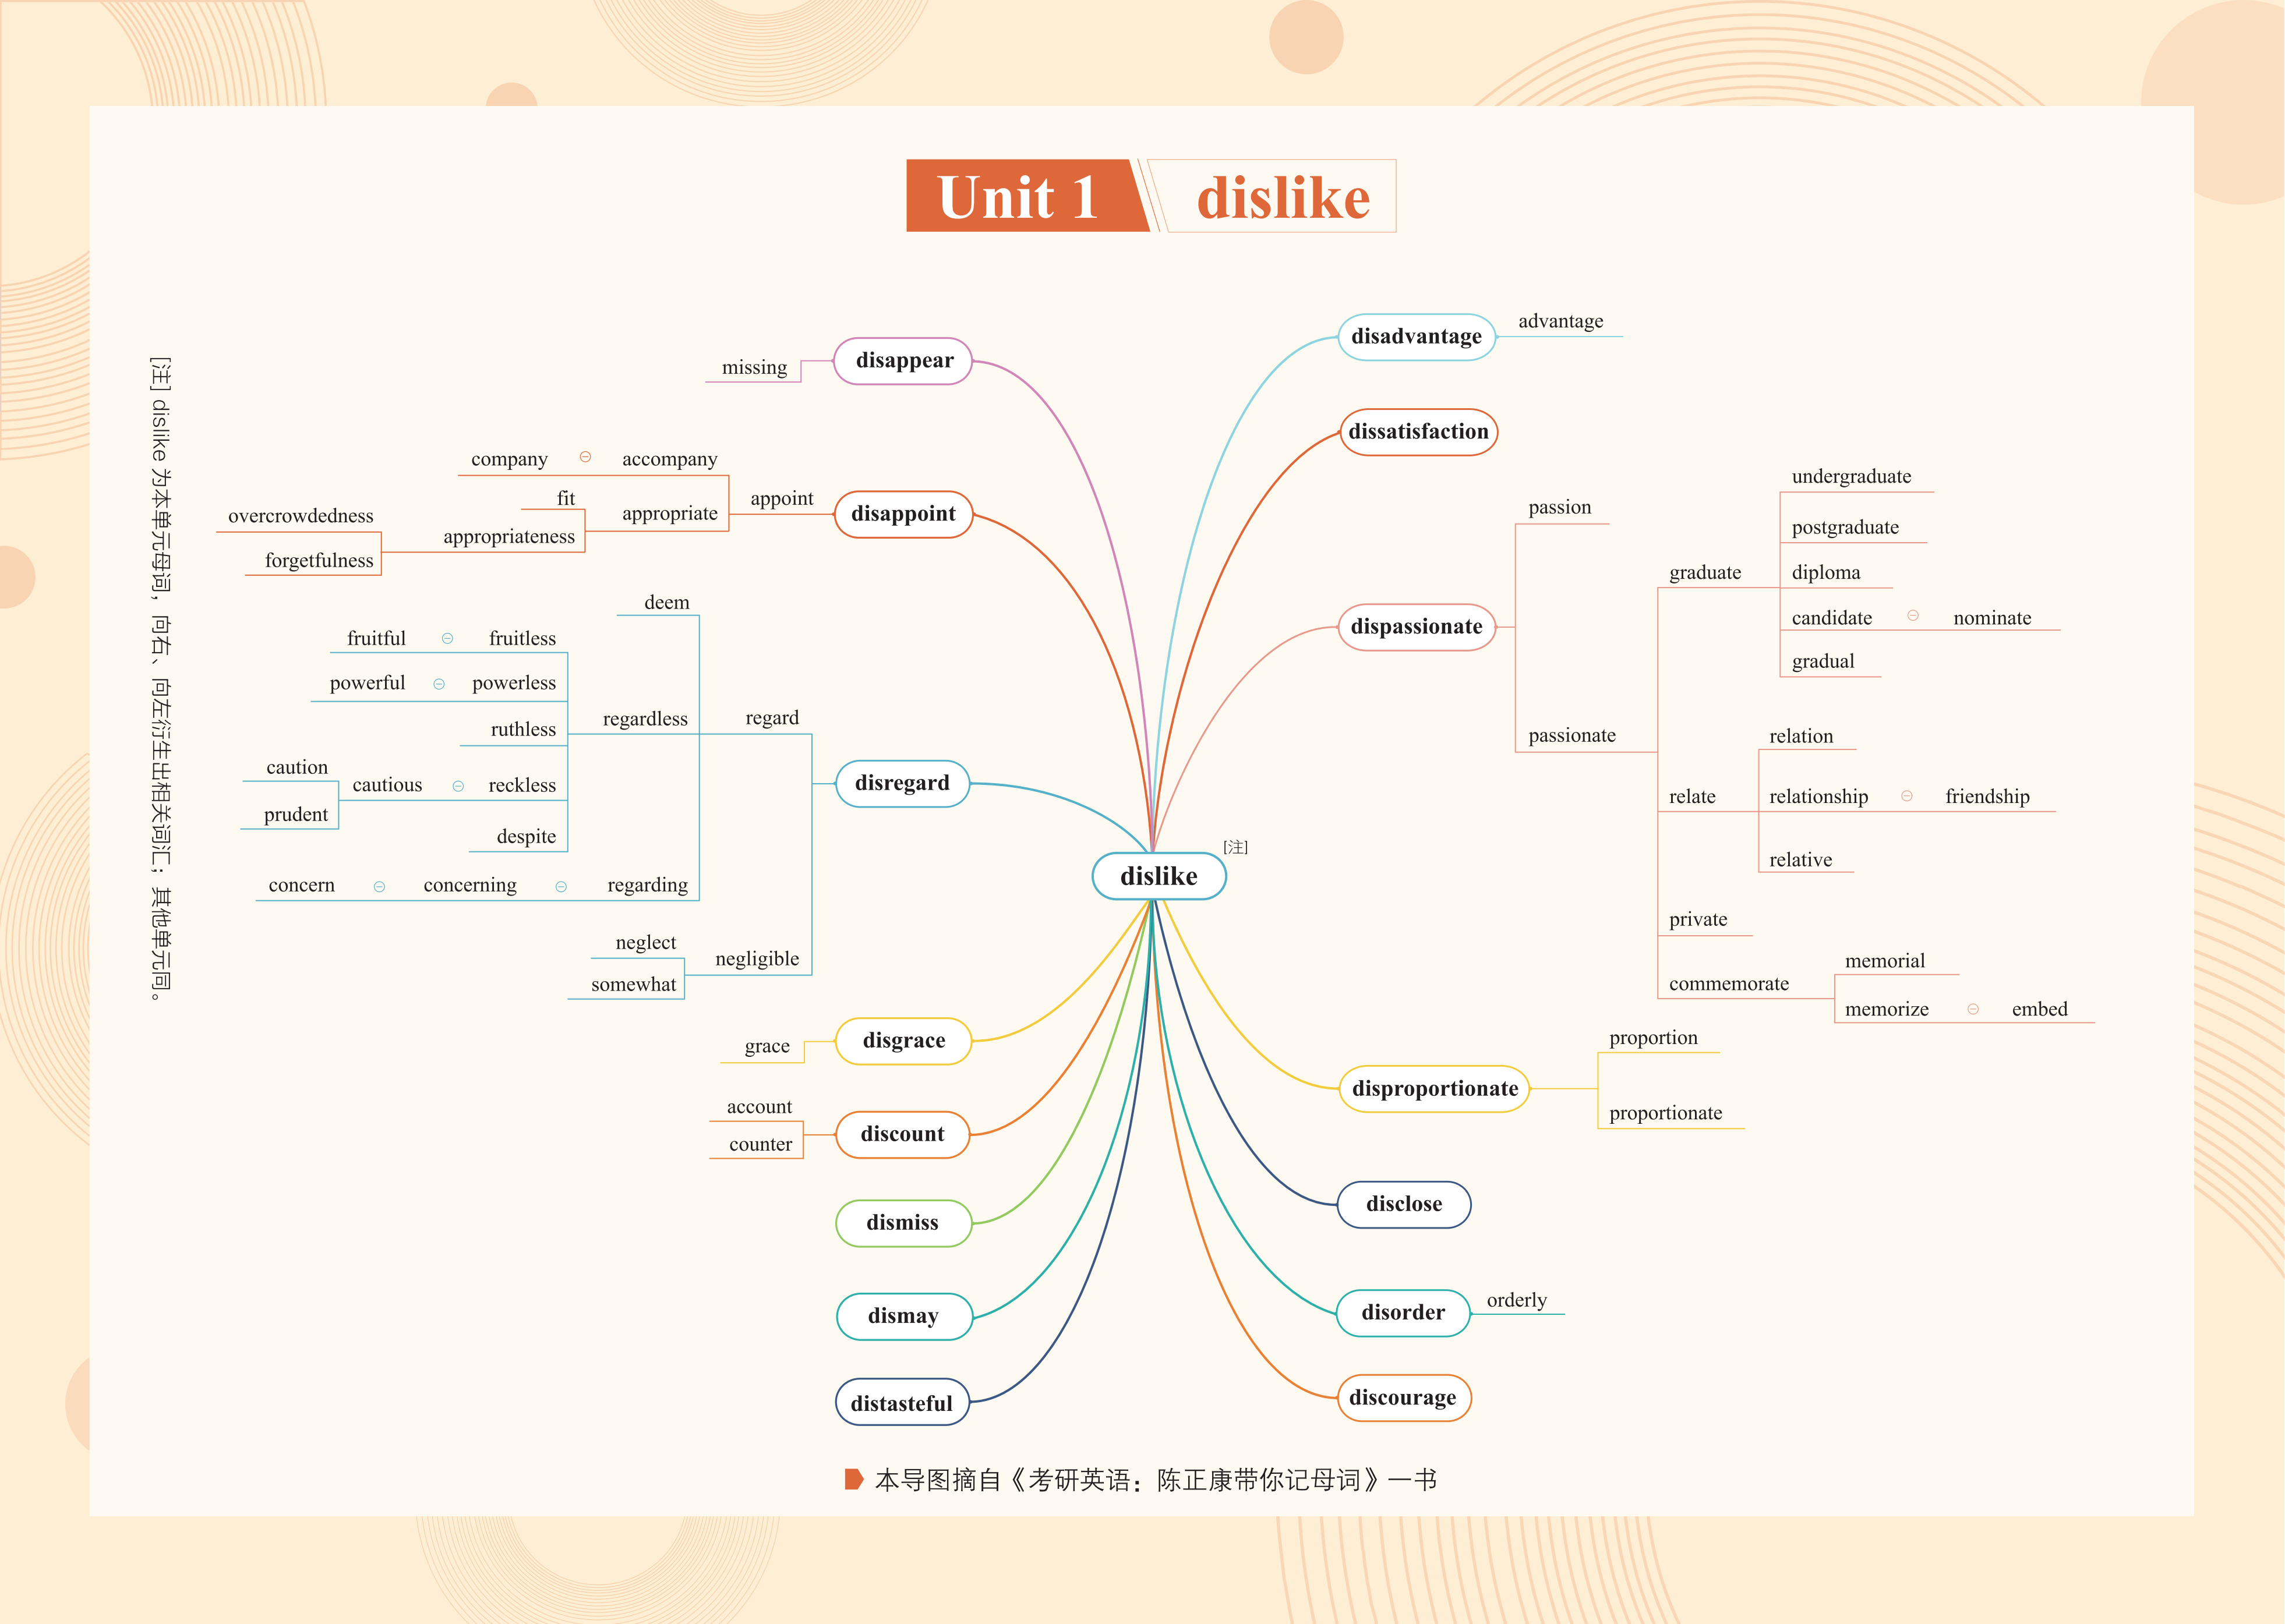 Unit 1
dislike
disappear
missing
disappoint
appoint
accompany
company
appropriate
fit
appropriateness
overcrowdedness
forgetfulness
disregard
regard
deem
regardless
fruitless
fruitful
powerless
powerful
ruthless
reckless
cautious
caution
prudent
despite
regarding
concerning
concern
negligible
neglect
somewhat
disgrace
grace
discount
account
counter
dismiss
dismay
distasteful
dislike
[注]
disadvantage
advantage
dissatisfaction
dispassionate
passion
passionate
graduate
undergraduate
postgraduate
diploma
candidate
nominate
gradual
relate
relation
relationship
friendship
relative
private
commemorate
memorial
memorize
embed
disproportionate
proportion
proportionate
disclose
disorder
orderly
discourage
[注] dislike 为本单元母词，向右、向左衍生出相关词汇；其他单元同。
本导图摘自《考研英语：陈正康带你记母词》一书